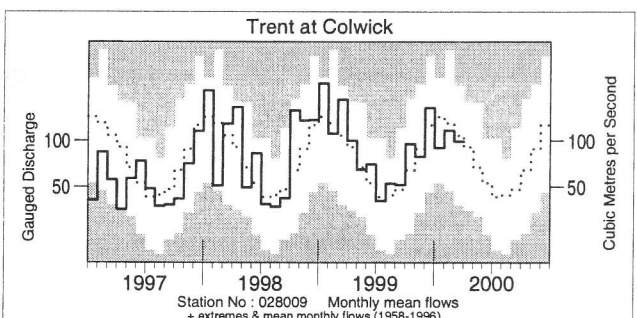 Trent at Colwick
Gauged Discharge
100
50
100
50
Cubic Metres per Second
1997 1998 1999 2000
Station No : 028009 Monthly mean flows
+ extremes & mean monthly flows (1958-1996)